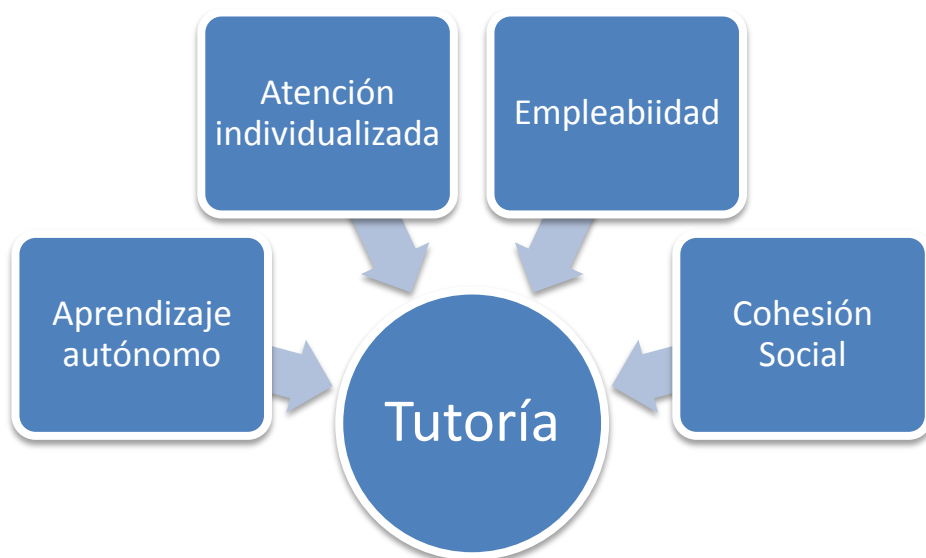 Atención
individualizada
Empleabiidad
Aprendizaje
autónomo
Cohesión
Social
Tutoría